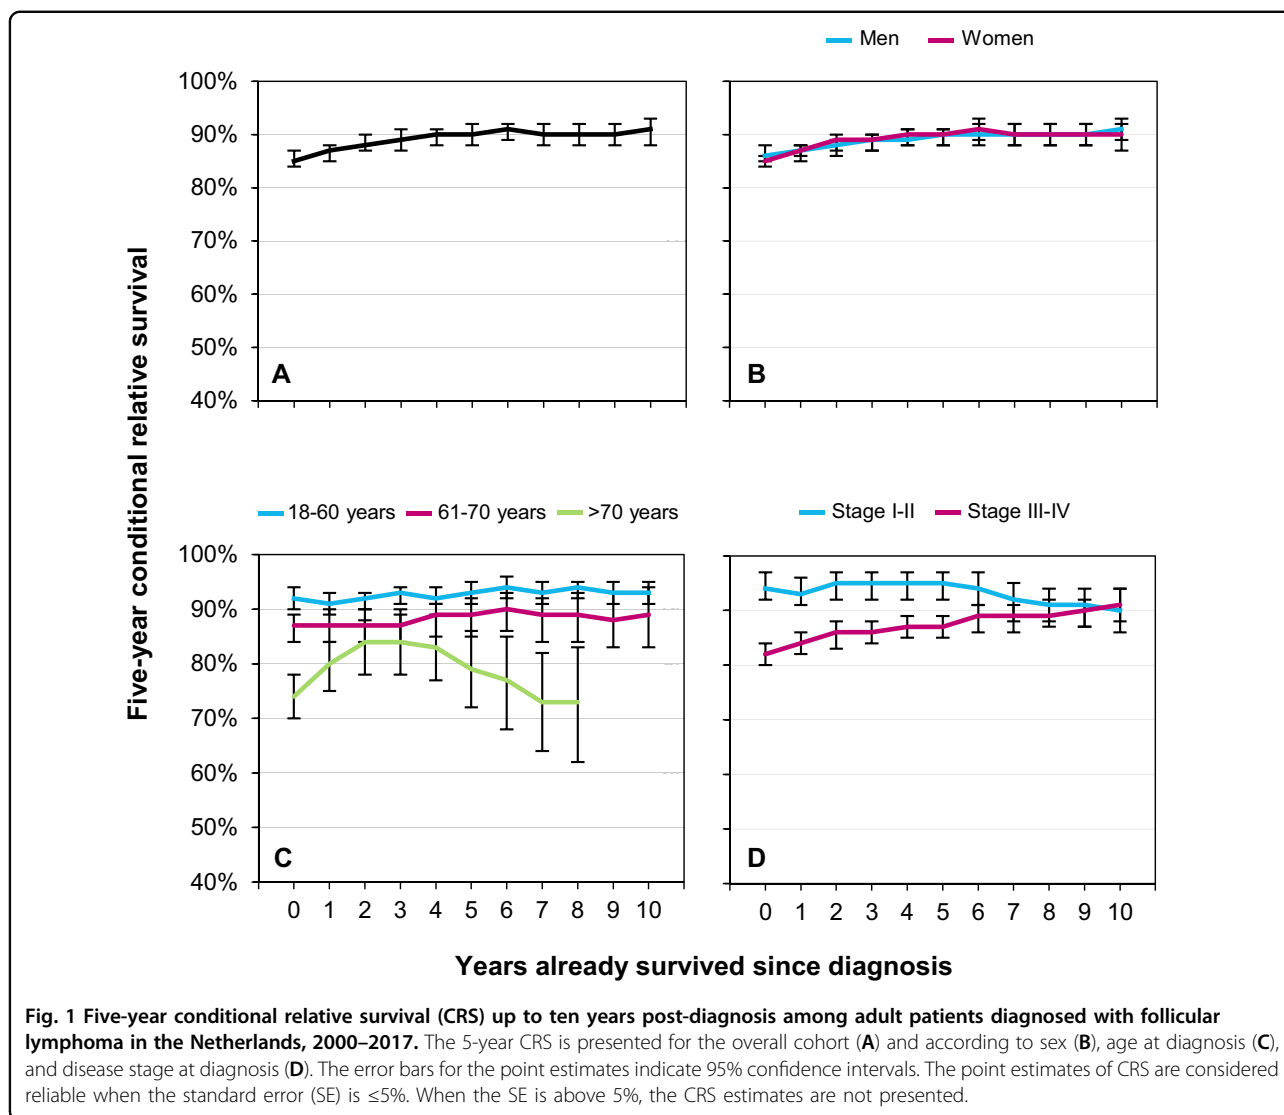 Men Women
100%
90%
80%
70%
60%
50%
40%
A
B
Five-year conditional relative survival
18-60 years 61-70 years >70 years
Stage I-II Stage III-IV
100%
90%
80%
70%
60%
50%
40%
C
D
0 1 2 3 4 5 6 7 8 9 10
0 1 2 3 4 5 6 7 8 9 10
Years already survived since diagnosis
Fig. 1 Five-year conditional relative survival (CRS) up to ten years post-diagnosis among adult patients diagnosed with follicular
lymphoma in the Netherlands, 2000–2017. The 5-year CRS is presented for the overall cohort (A) and according to sex (B), age at diagnosis (C),
and disease stage at diagnosis (D). The error bars for the point estimates indicate 95% confidence intervals. The point estimates of CRS are considered
reliable when the standard error (SE) is ≤5%. When the SE is above 5%, the CRS estimates are not presented.